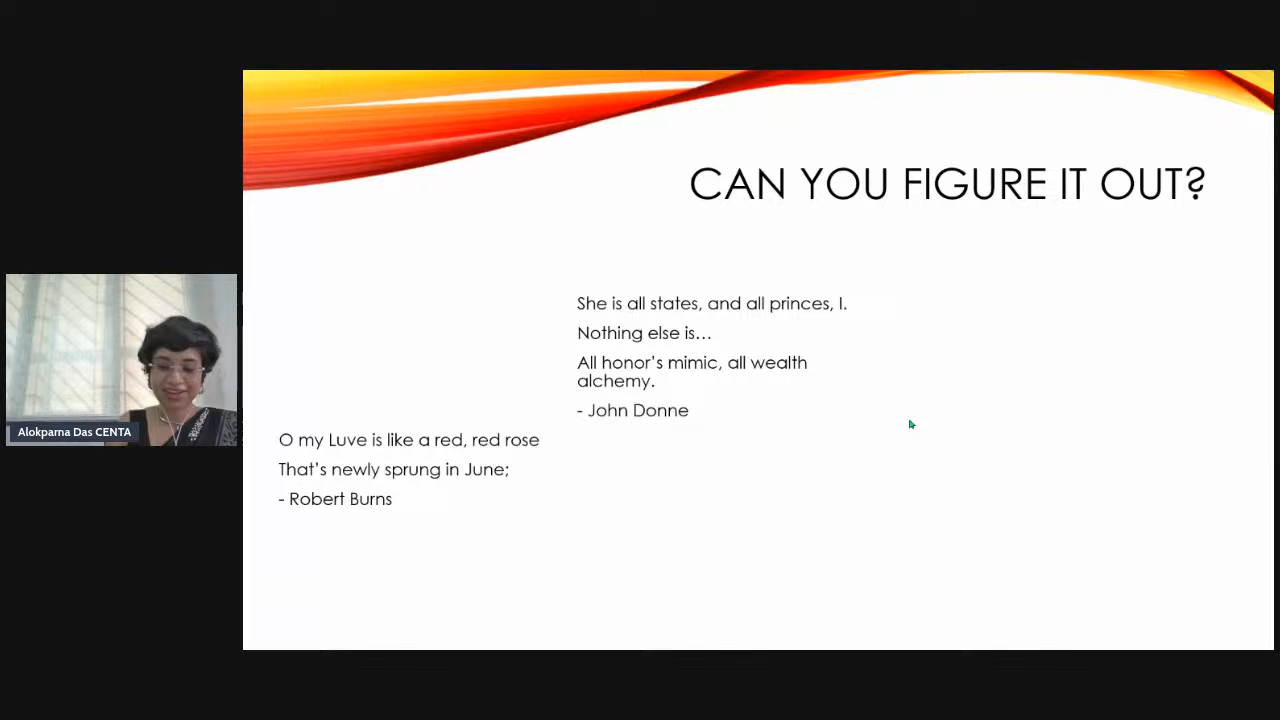 CAN YOU FIGURE IT OUT?
She is all states, and all princes, I.
Nothing else is…
All honor’s mimic, all wealth
alchemy.
- John Donne
O my Luve is like a red, red rose
That’s newly sprung in June;
- Robert Burns
Alokparna Das CENTA